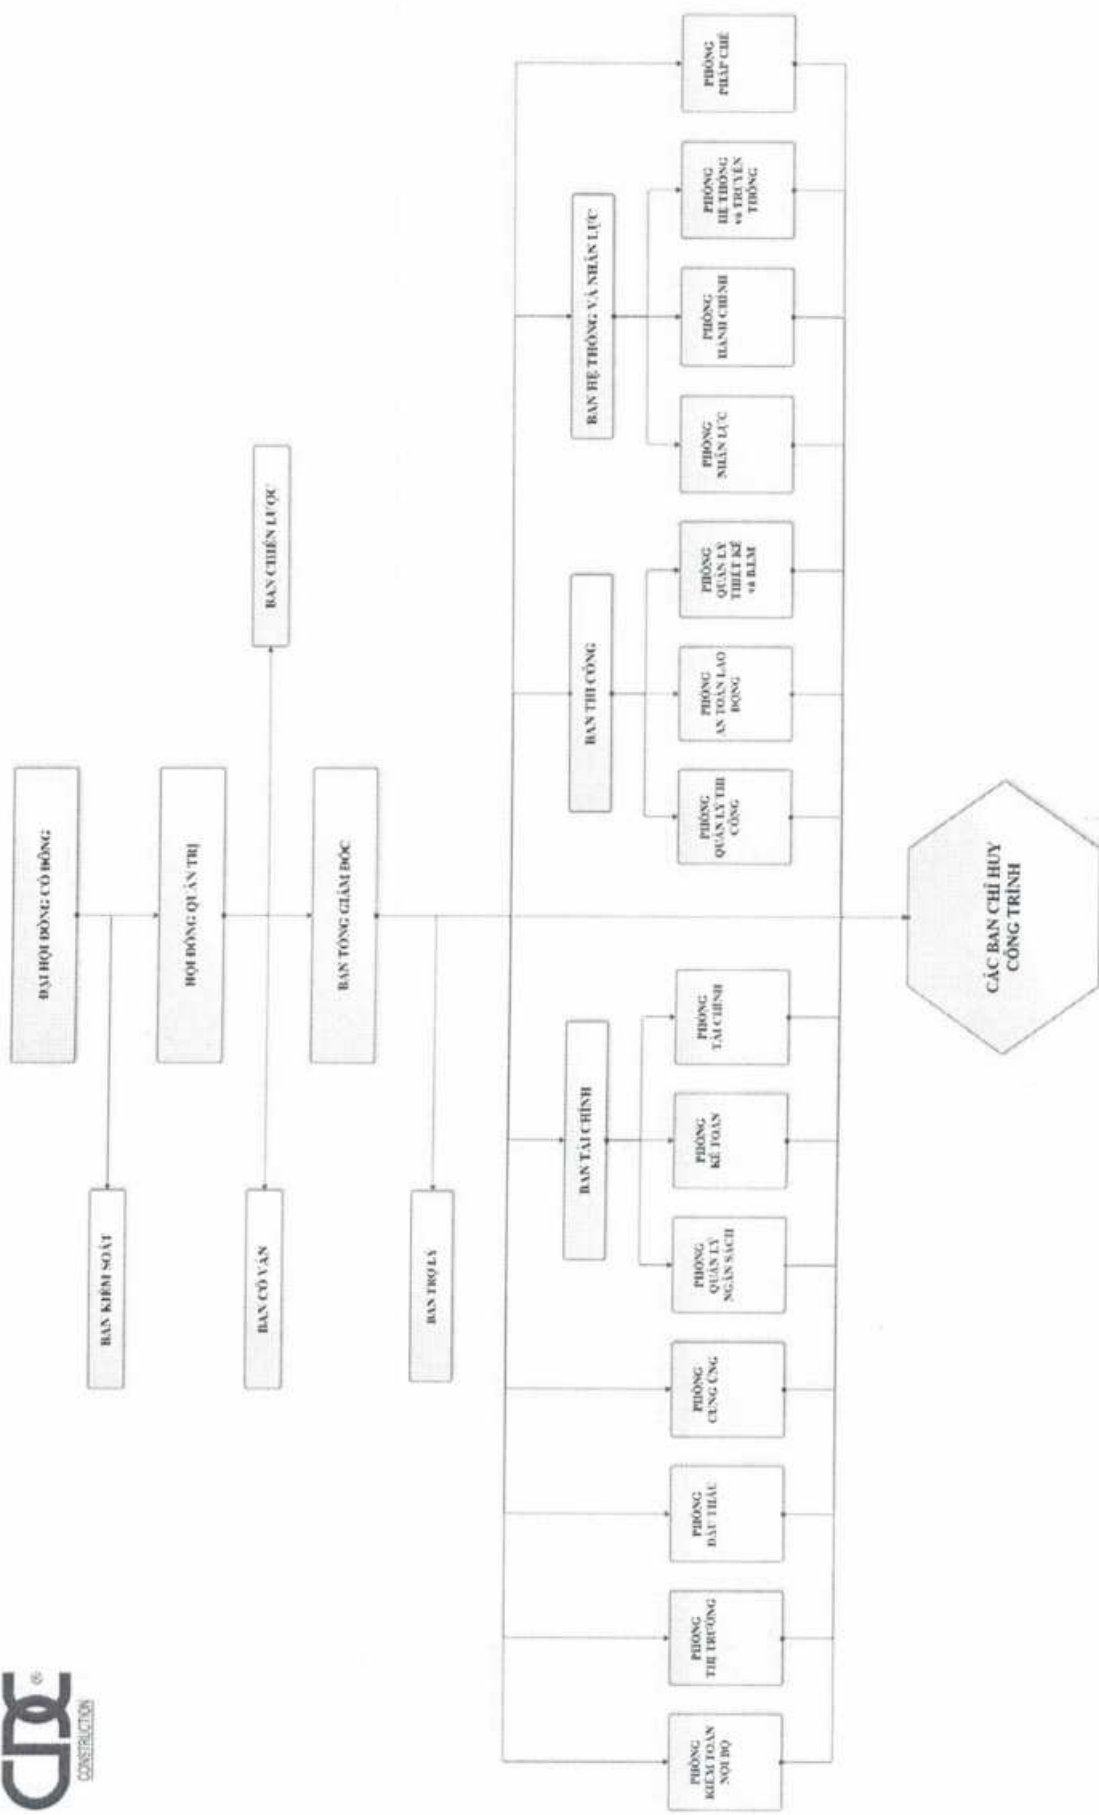 CDC ®
CONSTRUCTION
ĐẠI HỘI ĐỒNG CỔ ĐÔNG
BAN KIỂM SOÁT
HỘI ĐỒNG QUẢN TRỊ
BAN CỐ VẤN
BAN CHIẾN LƯỢC
BAN TỔNG GIÁM ĐỐC
BAN TRỢ LÝ
BAN TÀI CHÍNH
BAN THI CÔNG
BAN HỆ THỐNG VÀ NHÂN LỰC
PHÒNG
KIỂM TOÁN
NỘI BỘ
PHÒNG
THỊ TRƯỜNG
PHÒNG
ĐẤU THẦU
PHÒNG
CUNG ỨNG
PHÒNG
QUẢN LÝ
NGÂN SÁCH
PHÒNG
KẾ TOÁN
PHÒNG
TÀI CHÍNH
PHÒNG
QUẢN LÝ THI
CÔNG
PHÒNG
AN TOÀN LAO
ĐỘNG
PHÒNG
QUẢN LÝ
THIẾT KẾ
và B.I.M
PHÒNG
NHÂN LỰC
PHÒNG
HÀNH CHÍNH
PHÒNG
HỆ THỐNG
và TRUYỀN
THÔNG
PHÒNG
PHÁP CHẾ
CÁC BAN CHỈ HUY
CÔNG TRÌNH